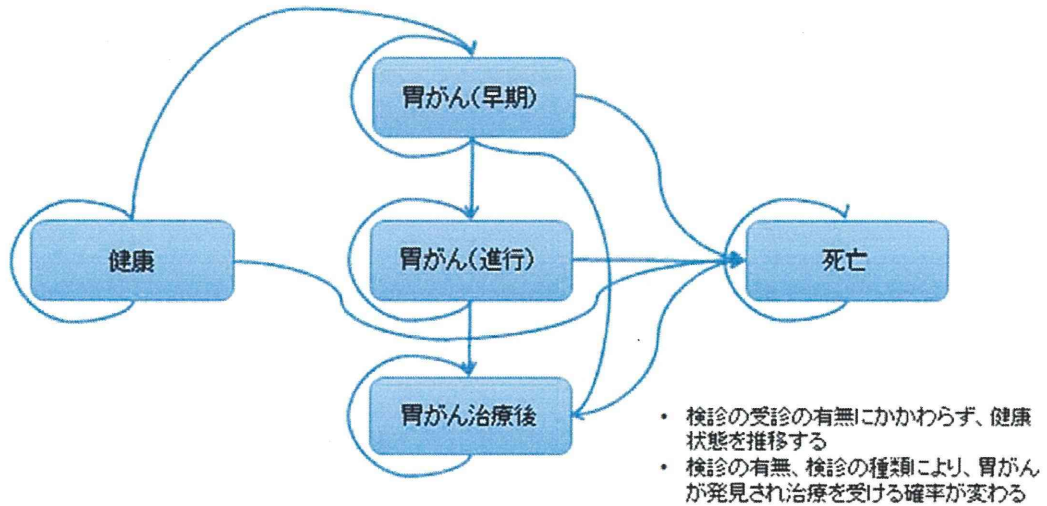 胃がん(早期)
健康
胃がん(進行)
死亡
胃がん治療後
・ 検診の受診の有無にかかわらず、健康
状態を推移する
・ 検診の有無、検診の種類により、胃がん
が発見され治療を受ける確率が変わる